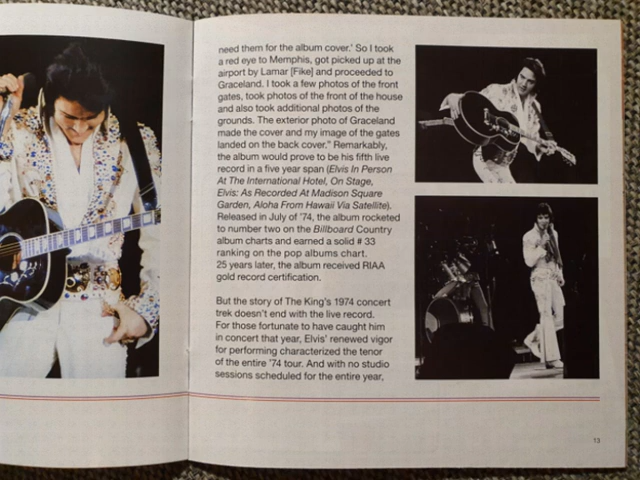 need them for the album cover.' So I took
a red eye to Memphis, got picked up at the
airport by Lamar [Fike] and proceeded to
Graceland. I took a few photos of the front
gates, took photos of the front of the house
and also took additional photos of the
grounds. The exterior photo of Graceland
made the cover and my image of the gates
landed on the back cover." Remarkably,
the album would prove to be his fifth live
record in a five year span (Elvis In Person
At The International Hotel, On Stage,
Elvis: As Recorded At Madison Square
Garden, Aloha From Hawaii Via Satellite).
Released in July of '74, the album rocketed
to number two on the Billboard Country
album charts and earned a solid # 33
ranking on the pop albums chart.
25 years later, the album received RIAA
gold record certification.
But the story of The King's 1974 concert
trek doesn't end with the live record.
For those fortunate to have caught him
in concert that year, Elvis' renewed vigor
for performing characterized the tenor
of the entire '74 tour. And with no studio
sessions scheduled for the entire year,
13